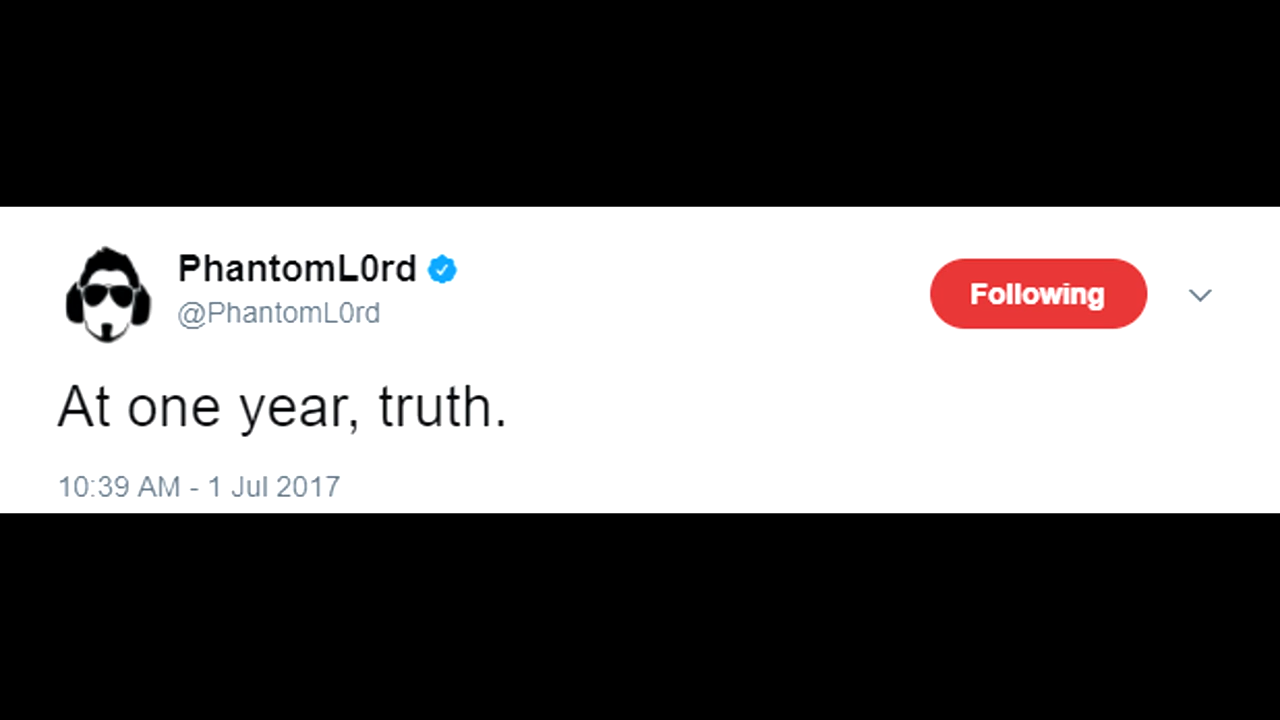 PhantomL0rd
@PhantomL0rd
Following
At one year, truth.
10:39 AM - 1 Jul 2017